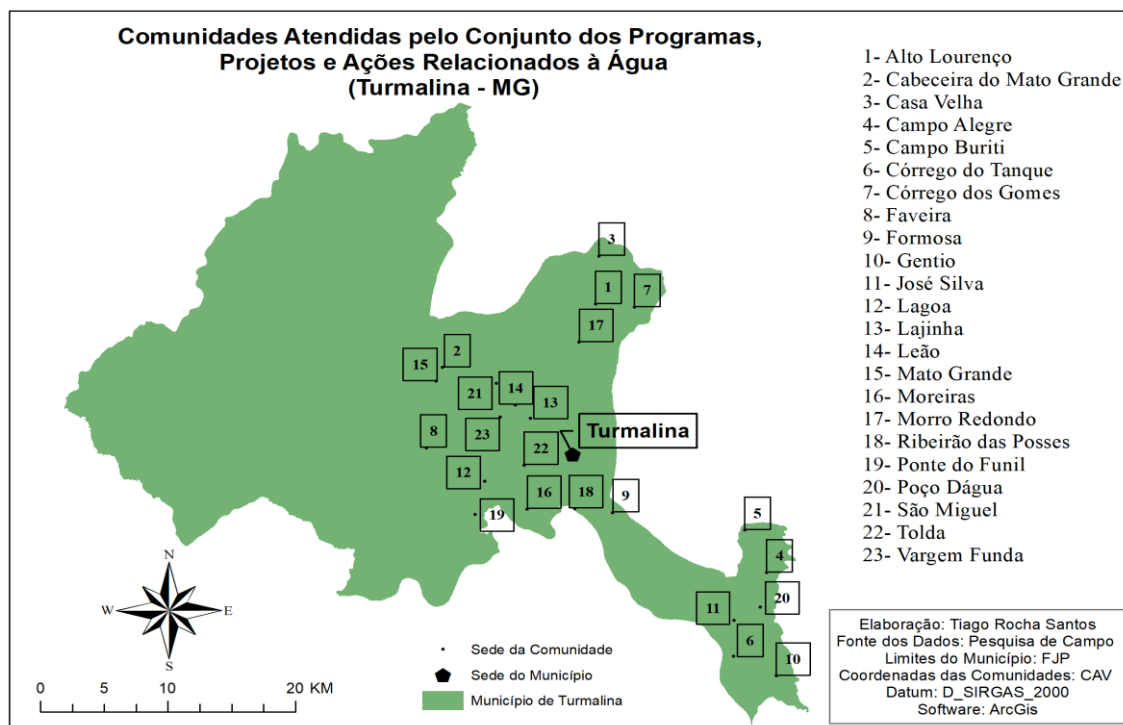 Comunidades Atendidas pelo Conjunto dos Programas,
Projetos e Ações Relacionados à Água
(Turmalina - MG)
1- Alto Lourenço
2- Cabeceira do Mato Grande
3- Casa Velha
4- Campo Alegre
5- Campo Buriti
6- Córrego do Tanque
7- Córrego dos Gomes
8- Faveira
9- Formosa
10- Gentio
11- José Silva
12- Lagoa
13- Lajinha
14- Leão
15- Mato Grande
16- Moreiras
17- Morro Redondo
18- Ribeirão das Posses
19- Ponte do Funil
20- Poço Dágua
21- São Miguel
22- Tolda
23- Vargem Funda
3
1
7
17
2
15
21
14
13
8
23
Turmalina
22
12
16
18
9
19
5
4
20
11
6
10
N
W
E
S
0
10
20 KM
Sede da Comunidade
Sede do Município
Município de Turmalina
Elaboração: Tiago Rocha Santos
Fonte dos Dados: Pesquisa de Campo
Limites do Município: FJP
Coordenadas das Comunidades: CAV
Datum: D_SIRGAS_2000
Software: ArcGis